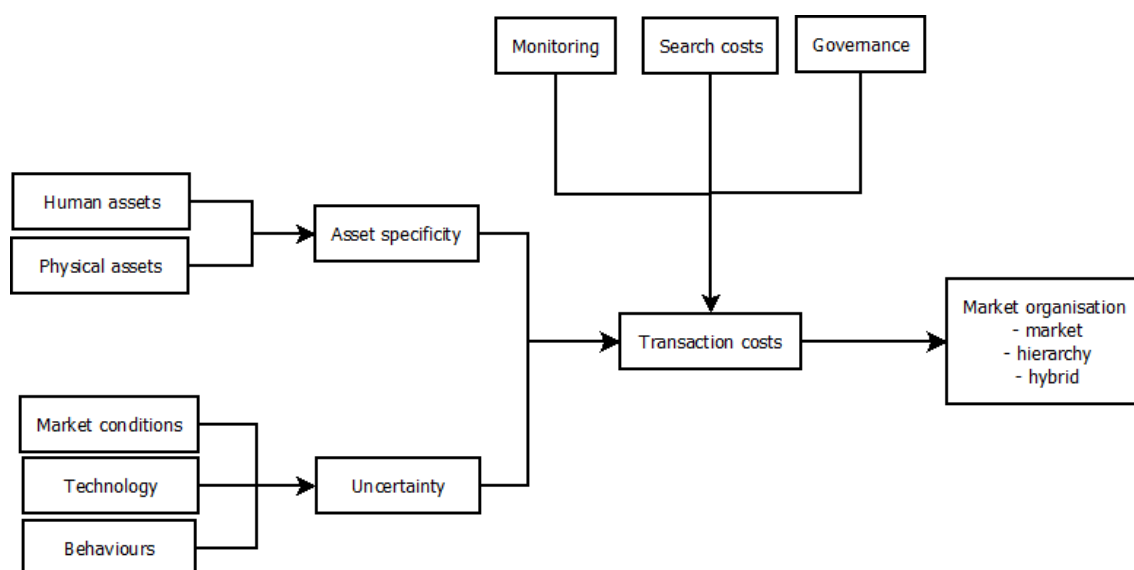 Monitoring
Search costs
Governance
Human assets
Physical assets
Asset specificity
Market conditions
Technology
Behaviours
Uncertainty
Transaction costs
Market organisation
- market
- hierarchy
- hybrid